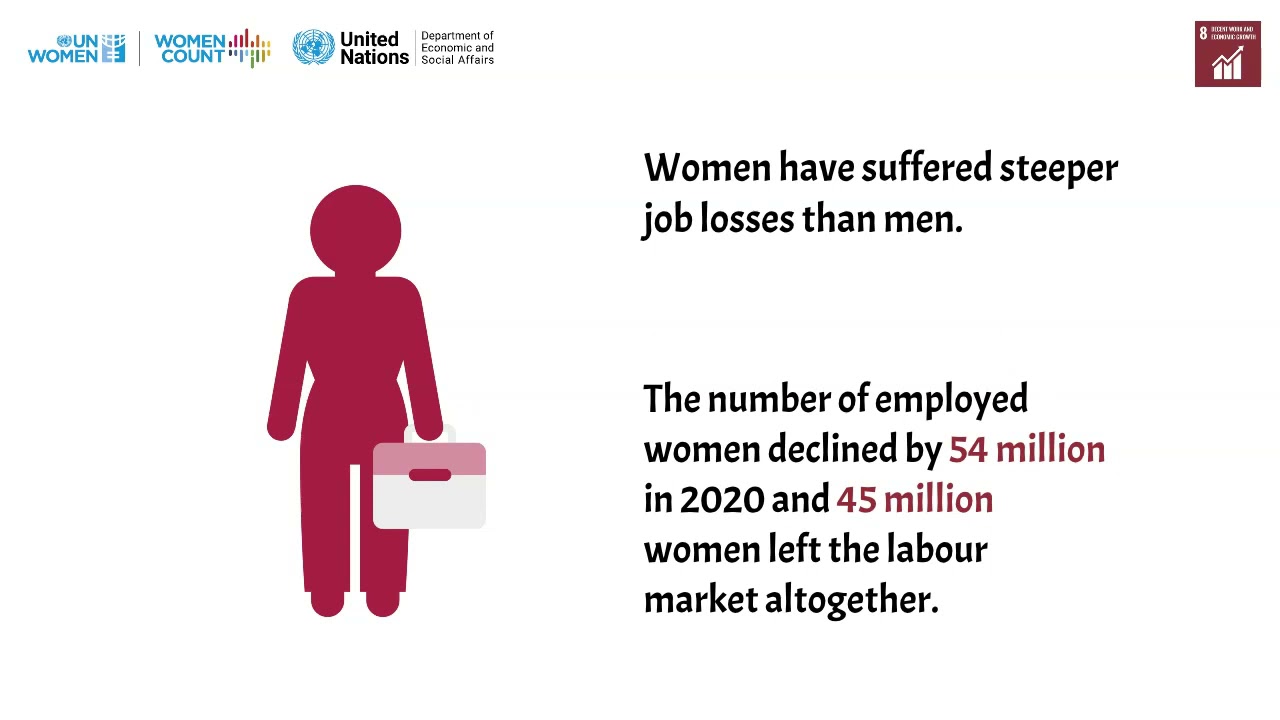 UN
WOMEN
WOMEN
COUNT
United
Nations
Department of
Economic and
Social Affairs
8 DECENT WORK AND
ECONOMIC GROWTH
Women have suffered steeper
job losses than men.
The number of employed
women declined by 54 million
in 2020 and 45 million
women left the labour
market altogether.